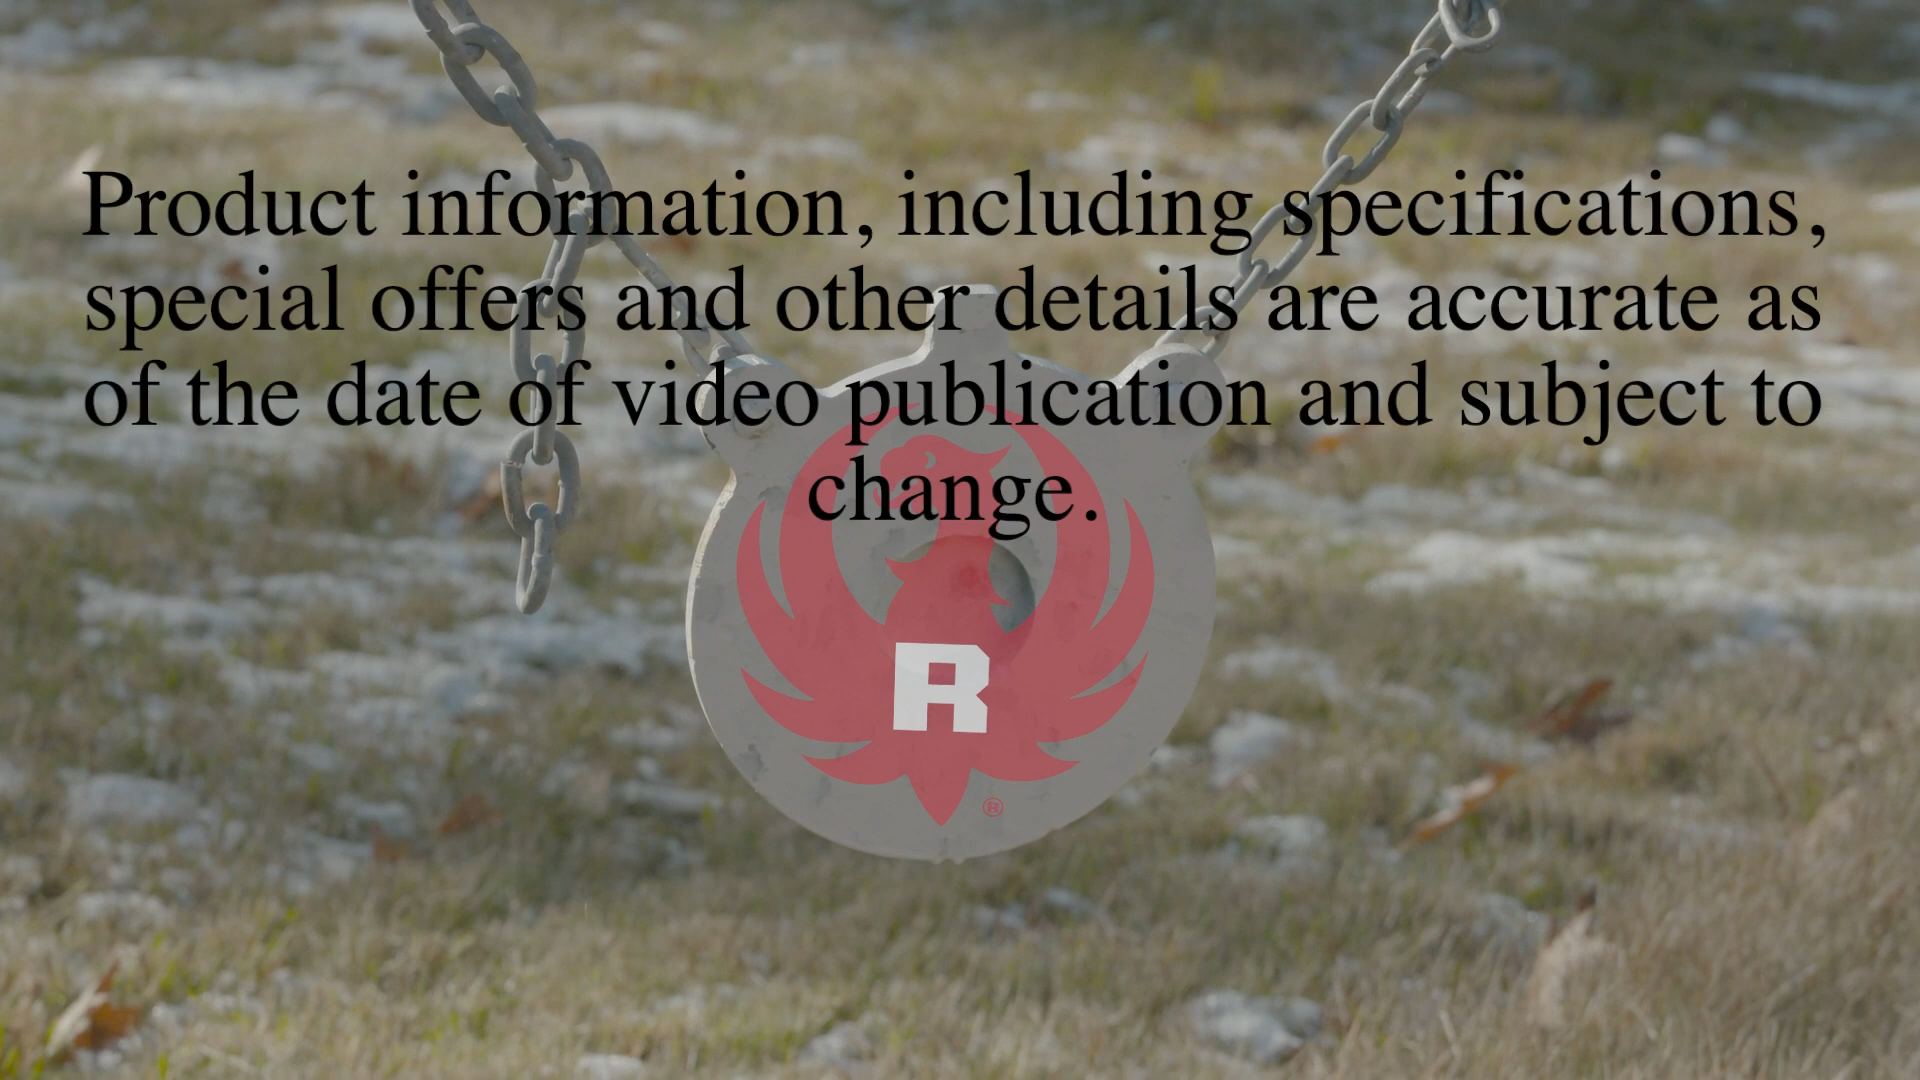 Product information, including specifications,
special offers and other details are accurate as
of the date of video publication and subject to
change.
R
®